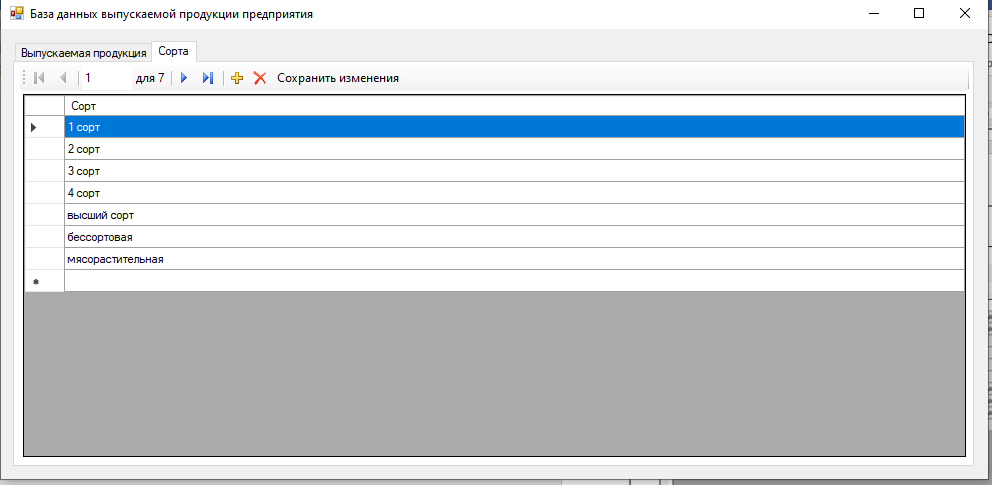 База данных выпускаемой продукции предприятия
Выпускаемая продукция Сорта
1 для 7 Сохранить изменения
Сорт
1 сорт
2 сорт
3 сорт
4 сорт
высший сорт
бессортовая
мясорастительная